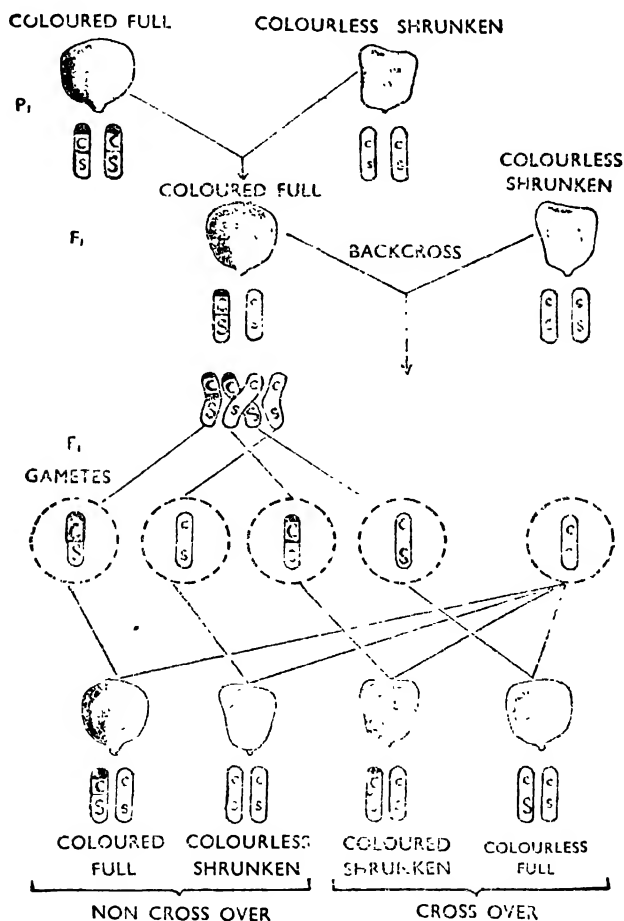 COLOURED FULL
COLOURLESS SHRUNKEN
P₁
C C
S S
c c
s
COLOURED FULL
COLOURLESS
SHRUNKEN
F₁
BACKCROSS
C c
S
c c
s
C C c c
S s S s
F₁
GAMETES
C c C c c
S s S
C c c c C c c c
S s s S s
COLOURED
FULL
COLOURLESS
SHRUNKEN
COLOURED
SHRUNKEN
COLOURLESS
FULL
NON CROSS OVER
CROSS OVER